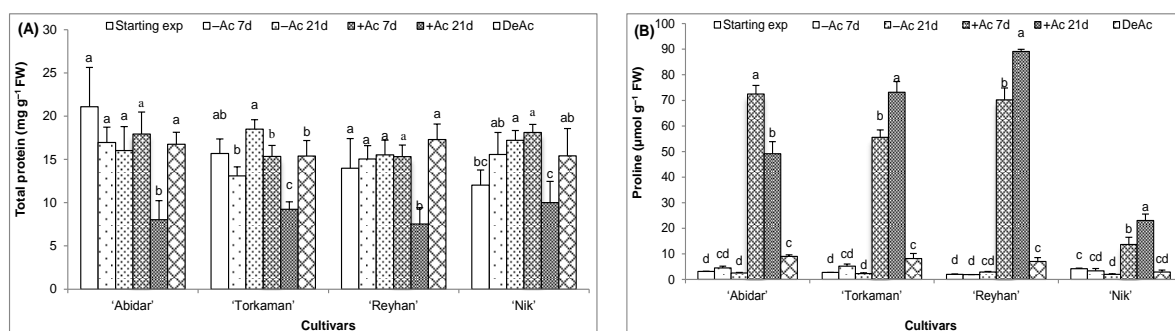 (A)
Starting exp –Ac 7d –Ac 21d +Ac 7d +Ac 21d DeAc
Total protein (mg g⁻¹ FW)
30
25
20
15
10
5
0
a a a a b a
ab b a b c b
a a a a b a
bc ab a a c ab
'Abidar' 'Torkaman' 'Reyhan' 'Nik'
Cultivars
(B)
Starting exp –Ac 7d –Ac 21d +Ac 7d +Ac 21d DeAc
Proline (µmol g⁻¹ FW)
100
90
80
70
60
50
40
30
20
10
0
d cd d a b c
d cd d b a c
d d d b a c
cd cd d b a cd
'Abidar' 'Torkaman' 'Reyhan' 'Nik'
Cultivars